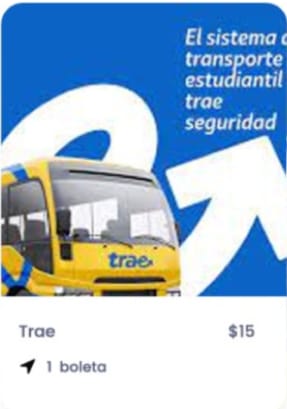 El sistema d
transporte
estudiantil
trae
seguridad
trae
Trae $15
1 boleta